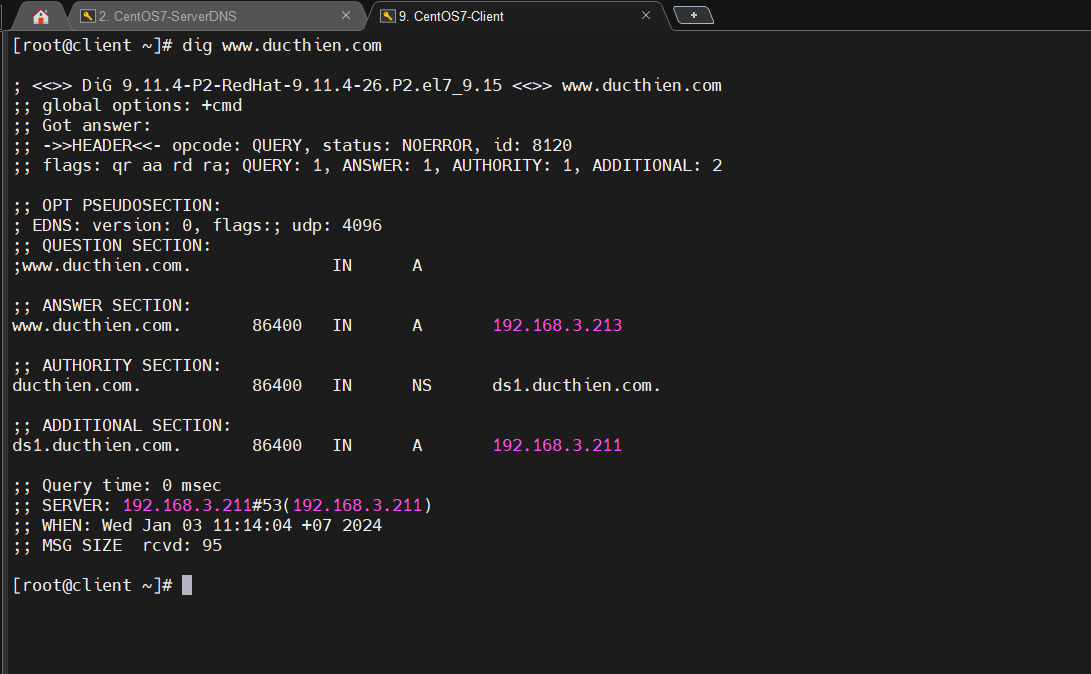 2. CentOS7-ServerDNS
9. CentOS7-Client
[root@client ~]# dig www.ducthien.com
; <<>> DiG 9.11.4-P2-RedHat-9.11.4-26.P2.el7_9.15 <<>> www.ducthien.com
;; global options: +cmd
;; Got answer:
;; ->>HEADER<<- opcode: QUERY, status: NOERROR, id: 8120
;; flags: qr aa rd ra; QUERY: 1, ANSWER: 1, AUTHORITY: 1, ADDITIONAL: 2
;; OPT PSEUDOSECTION:
; EDNS: version: 0, flags:; udp: 4096
;; QUESTION SECTION:
;www.ducthien.com. IN A
;; ANSWER SECTION:
www.ducthien.com. 86400 IN A 192.168.3.213
;; AUTHORITY SECTION:
ducthien.com. 86400 IN NS ds1.ducthien.com.
;; ADDITIONAL SECTION:
ds1.ducthien.com. 86400 IN A 192.168.3.211
;; Query time: 0 msec
;; SERVER: 192.168.3.211#53(192.168.3.211)
;; WHEN: Wed Jan 03 11:14:04 +07 2024
;; MSG SIZE rcvd: 95
[root@client ~]#